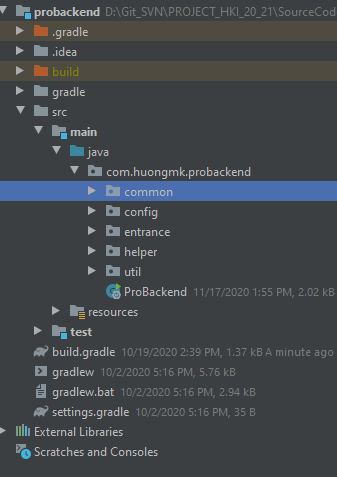 probackend D:\Git_SVN\PROJECT_HKI_20_21\SourceCod
.gradle
.idea
build
gradle
src
main
java
com.huongmk.probackend
common
config
entrance
helper
util
ProBackend 11/17/2020 1:55 PM, 2.02 kB
resources
test
build.gradle 10/19/2020 2:39 PM, 1.37 kB A minute ago
gradlew 10/2/2020 5:16 PM, 5.76 kB
gradlew.bat 10/2/2020 5:16 PM, 2.94 kB
settings.gradle 10/2/2020 5:16 PM, 35 B
External Libraries
Scratches and Consoles